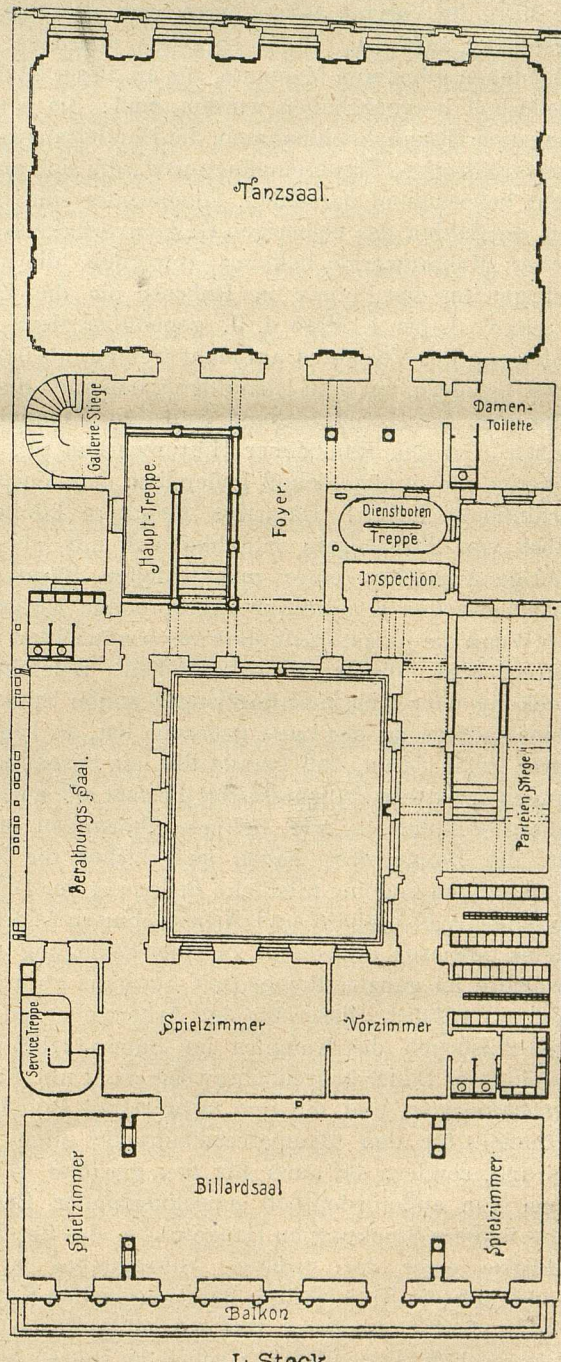 Tanzsaal.
Gallerie-Stiege
Damen-
Toilette
Haupt-Treppe.
Foyer.
Dienstboten
Treppe
Inspection
Berathungs-Saal.
Parteien-Stiege
Service Treppe
Spielzimmer
Vorzimmer
Spielzimmer
Billardsaal
Spielzimmer
Balkon
I. Stock